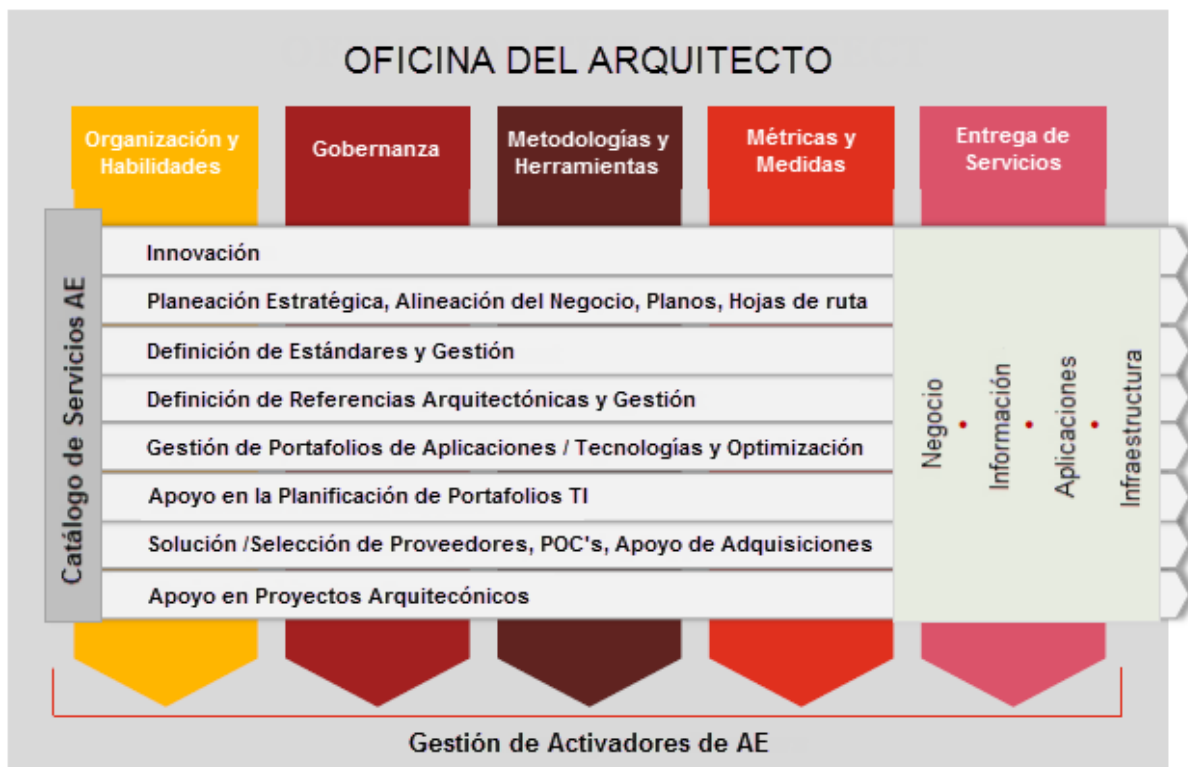 OFICINA DEL ARQUITECTO
Organización y
Habilidades
Gobernanza
Metodologías y
Herramientas
Métricas y
Medidas
Entrega de
Servicios
Catálogo de Servicios AE
Innovación
Planeación Estratégica, Alineación del Negocio, Planos, Hojas de ruta
Definición de Estándares y Gestión
Definición de Referencias Arquitectónicas y Gestión
Gestión de Portafolios de Aplicaciones / Tecnologías y Optimización
Apoyo en la Planificación de Portafolios TI
Solución /Selección de Proveedores, POC's, Apoyo de Adquisiciones
Apoyo en Proyectos Arquitecónicos
Negocio
Información
Aplicaciones
Infraestructura
Gestión de Activadores de AE